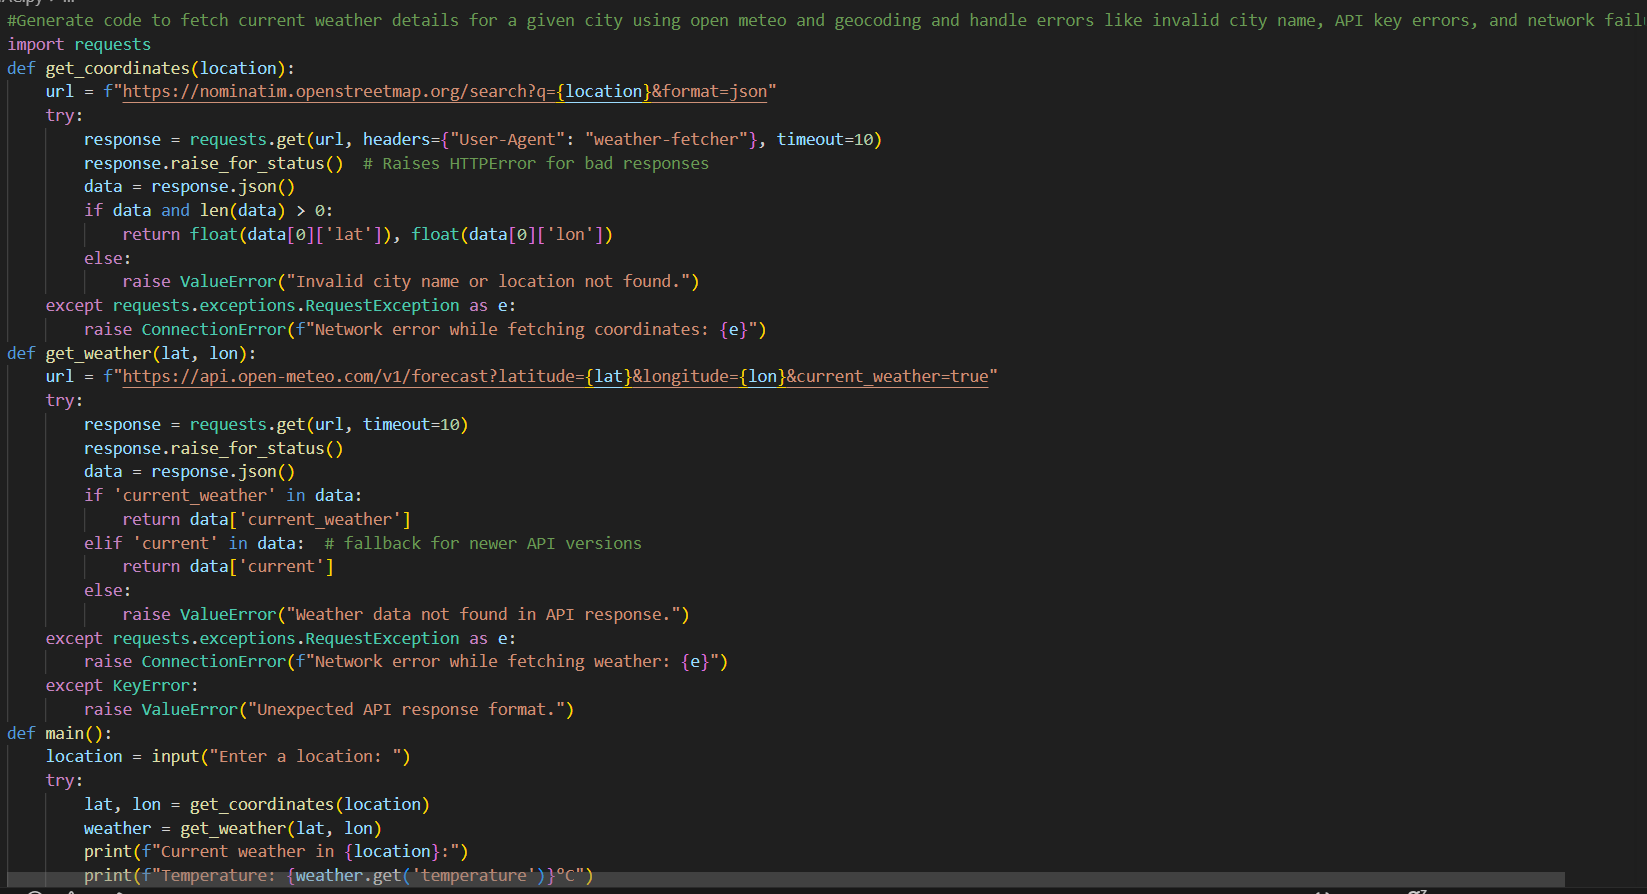 #Generate code to fetch current weather details for a given city using open meteo and geocoding and handle errors like invalid city name, API key errors, and network
import requests
def get_coordinates(location):
    url = f"https://nominatim.openstreetmap.org/search?q={location}&format=json"
    try:
        response = requests.get(url, headers={"User-Agent": "weather-fetcher"}, timeout=10)
        response.raise_for_status()  # Raises HTTPError for bad responses
        data = response.json()
        if data and len(data) > 0:
            return float(data[0]['lat']), float(data[0]['lon'])
        else:
            raise ValueError("Invalid city name or location not found.")
    except requests.exceptions.RequestException as e:
        raise ConnectionError(f"Network error while fetching coordinates: {e}")
def get_weather(lat, lon):
    url = f"https://api.open-meteo.com/v1/forecast?latitude={lat}&longitude={lon}&current_weather=true"
    try:
        response = requests.get(url, timeout=10)
        response.raise_for_status()
        data = response.json()
        if 'current_weather' in data:
            return data['current_weather']
        elif 'current' in data:  # fallback for newer API versions
            return data['current']
        else:
            raise ValueError("Weather data not found in API response.")
    except requests.exceptions.RequestException as e:
        raise ConnectionError(f"Network error while fetching weather: {e}")
    except KeyError:
        raise ValueError("Unexpected API response format.")
def main():
    location = input("Enter a location: ")
    try:
        lat, lon = get_coordinates(location)
        weather = get_weather(lat, lon)
        print(f"Current weather in {location}:")
        print(f"Temperature: {weather.get('temperature')}°C")